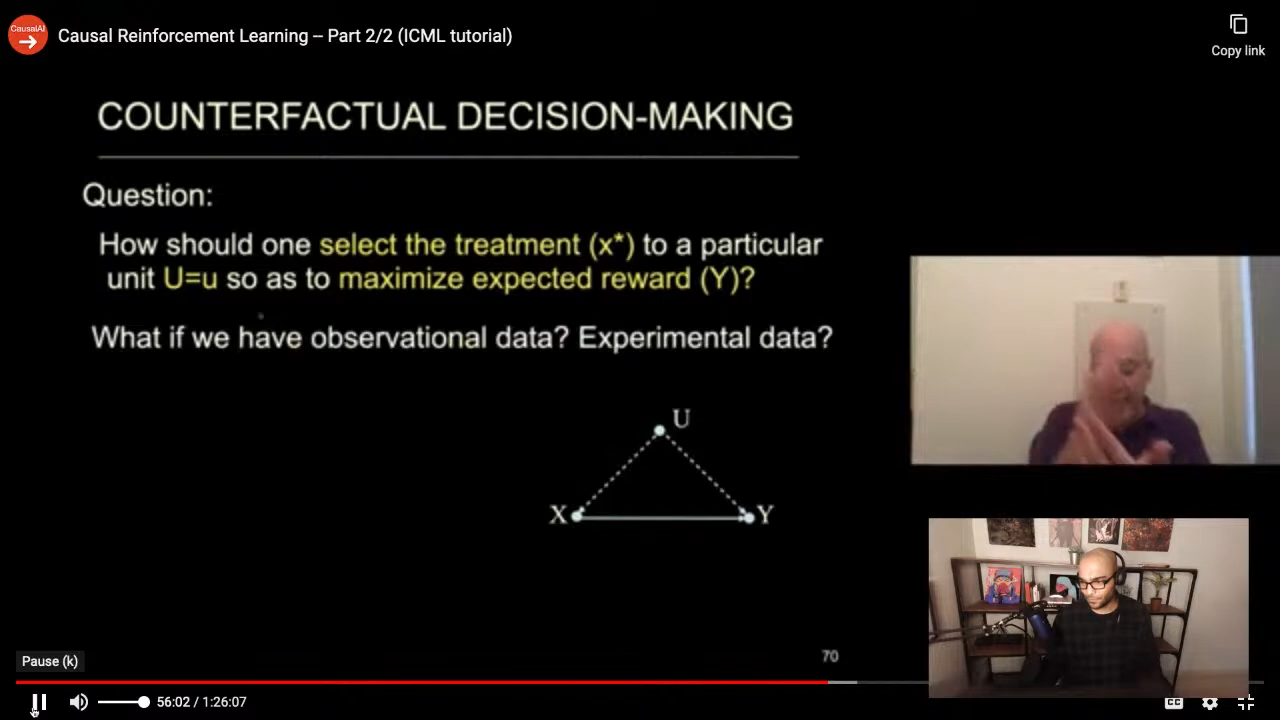 CausalAI
Causal Reinforcement Learning -- Part 2/2 (ICML tutorial)
Copy link
COUNTERFACTUAL DECISION-MAKING
Question:
How should one select the treatment (x*) to a particular
unit U=u so as to maximize expected reward (Y)?
What if we have observational data? Experimental data?
U
X
Y
70
Pause (k)
56:02 / 1:26:07
CC